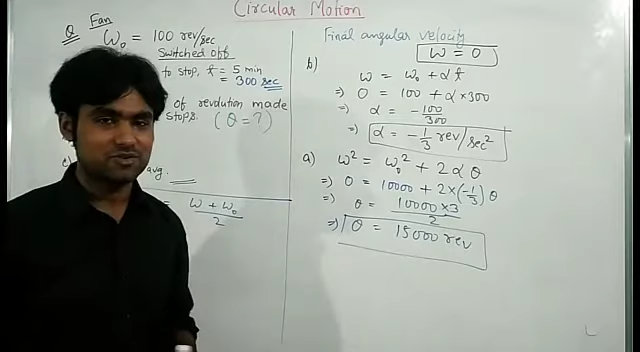 Circular Motion
Q Fan
ω₀ = 100 rev/sec
Switched off
to stop, t = 5 min
= 300 sec
of revolution made
stops. (θ = ?)
c) avg.
= ω + ω₀
2
Final angular velocity
ω = 0
b)
ω = ω₀ + αt
⇒ 0 = 100 + α×300
⇒ α = -100/300
⇒ α = -1/3 rev/sec²
a) ω² = ω₀² + 2αθ
⇒ 0 = 10000 + 2×(-1/3)θ
⇒ θ = 10000×3/2
⇒ θ = 15000 rev